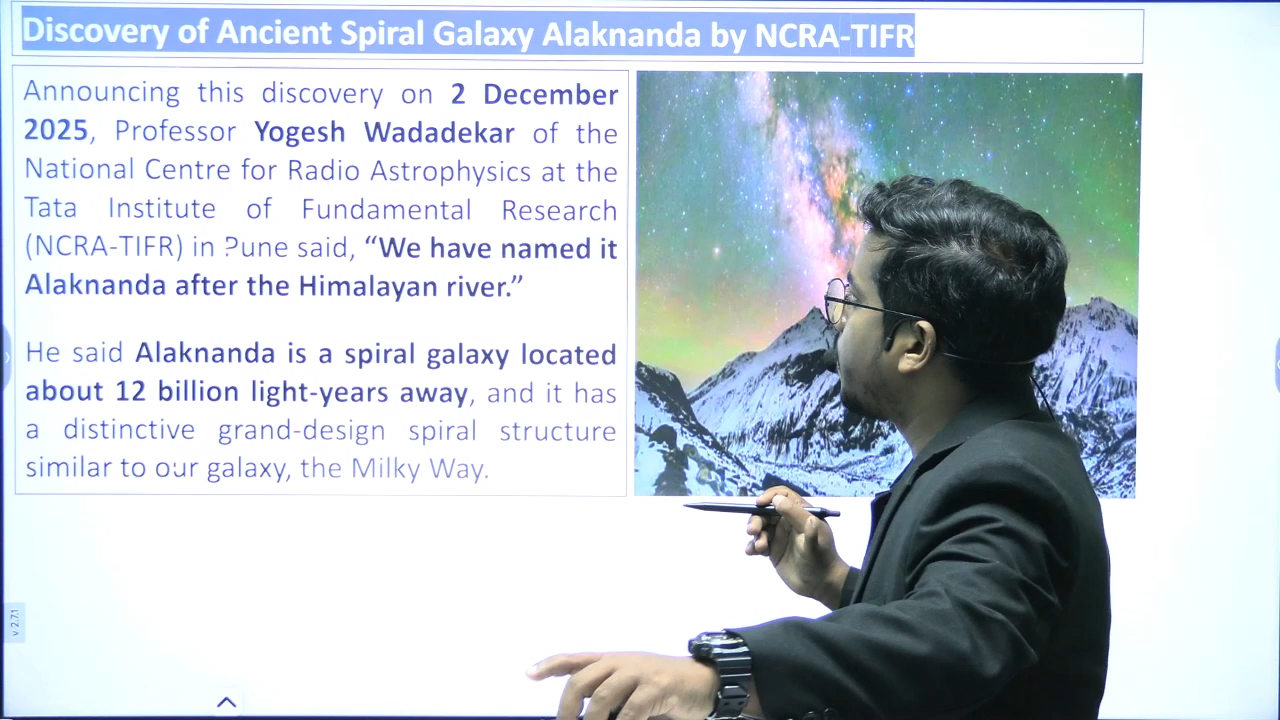 Discovery of Ancient Spiral Galaxy Alaknanda by NCRA-TIFR
Announcing this discovery on 2 December
2025, Professor Yogesh Wadadekar of the
National Centre for Radio Astrophysics at the
Tata Institute of Fundamental Research
(NCRA-TIFR) in Pune said, “We have named it
Alaknanda after the Himalayan river.”
He said Alaknanda is a spiral galaxy located
about 12 billion light-years away, and it has
a distinctive grand-design spiral structure
similar to our galaxy, the Milky Way.
v 2.7.1